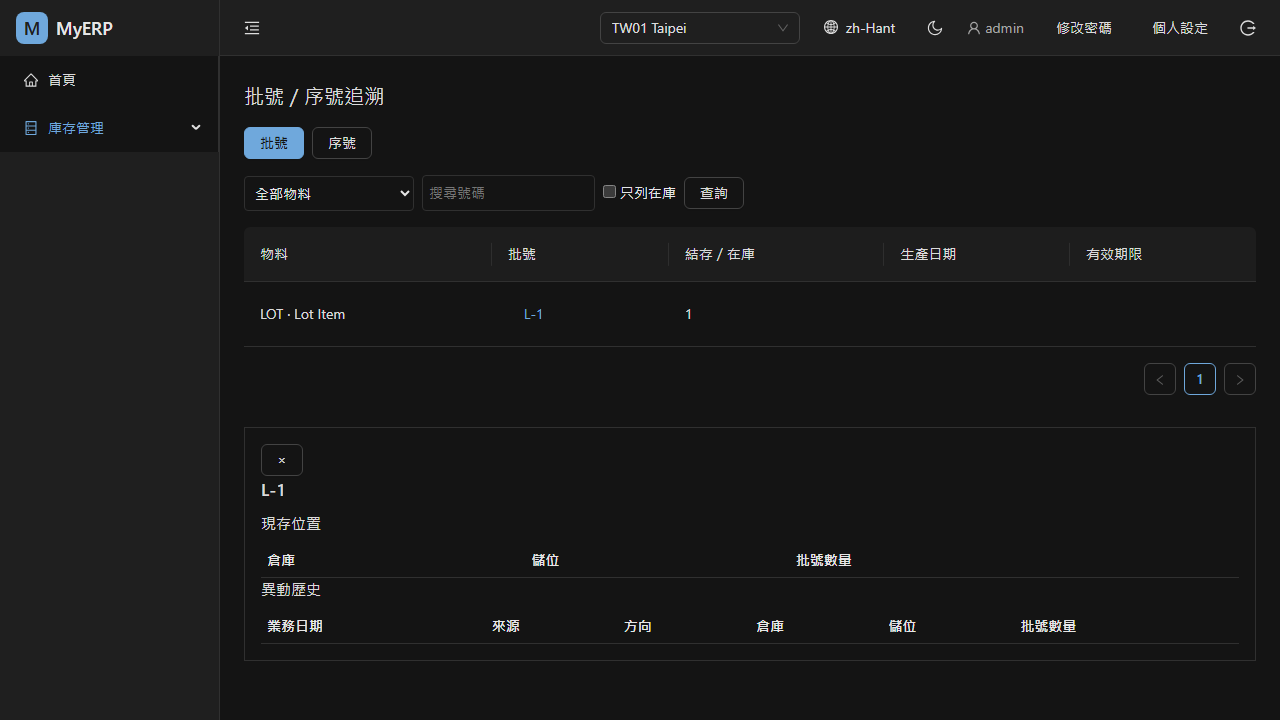 M MyERP
TW01 Taipei
zh-Hant
admin
修改密碼
個人設定
首頁
庫存管理
批號 / 序號追溯
批號 序號
全部物料 搜尋號碼 只列在庫 查詢
物料 批號 結存 / 在庫 生產日期 有效期限
LOT · Lot Item L-1 1
< 1 >
×
L-1
現存位置
倉庫 儲位 批號數量
異動歷史
業務日期 來源 方向 倉庫 儲位 批號數量